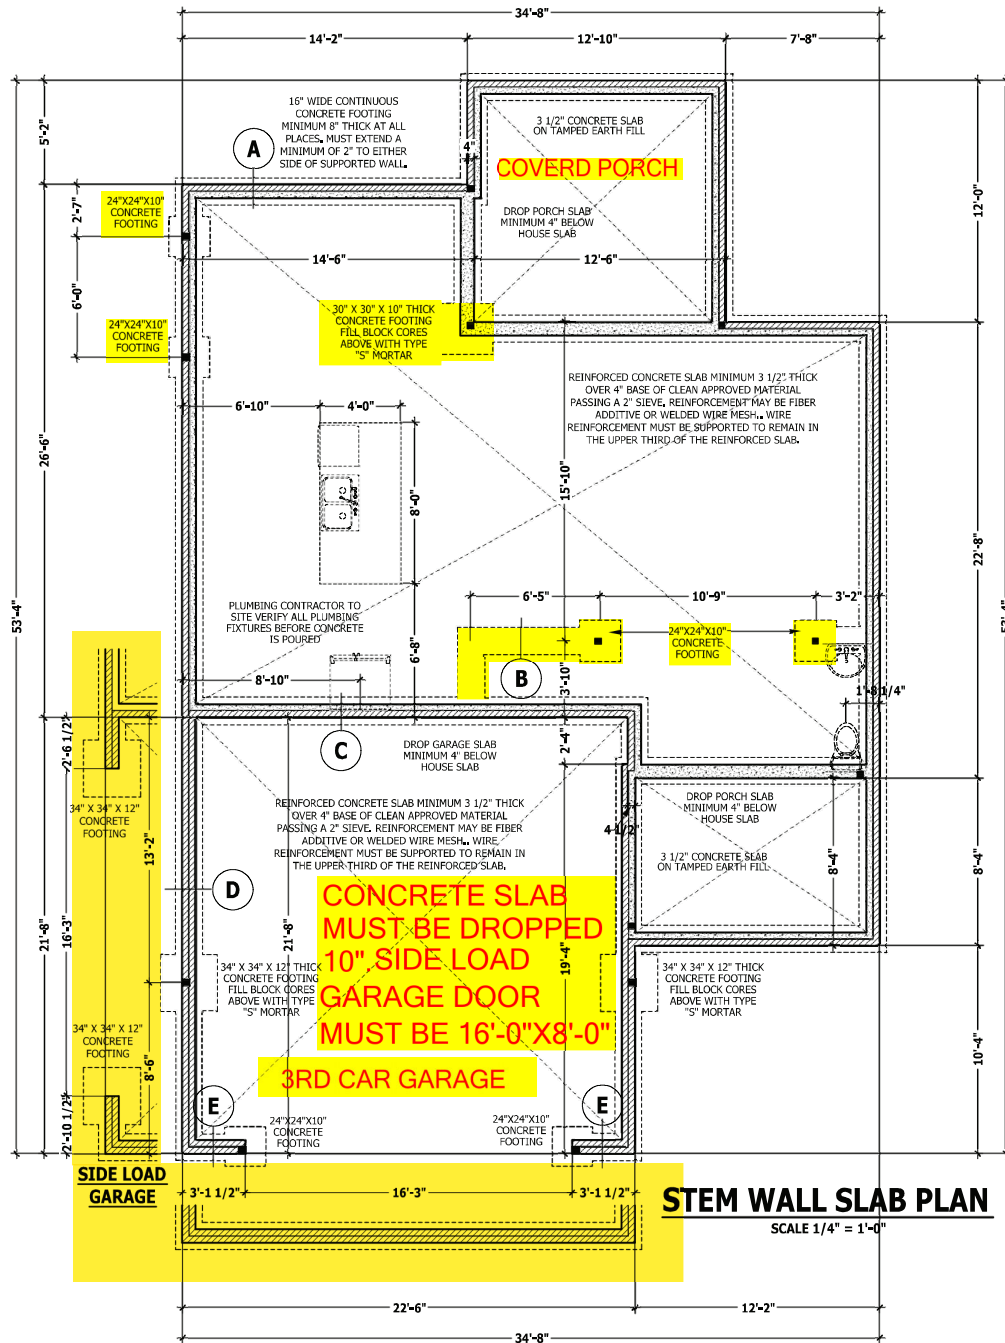 34'-8"
14'-2"
12'-10"
7'-8"
16" WIDE CONTINUOUS
CONCRETE FOOTING
MINIMUM 8" THICK AT ALL
PLACES. MUST EXTEND A
MINIMUM OF 2" TO EITHER
SIDE OF SUPPORTED WALL.
A
5'-2"
3 1/2" CONCRETE SLAB
ON TAMPED EARTH FILL
4"
COVERD PORCH
12'-0"
24"X24"X10"
CONCRETE
FOOTING
2'-7"
DROP PORCH SLAB
MINIMUM 4" BELOW
HOUSE SLAB
14'-6"
12'-6"
6'-0"
24"X24"X10"
CONCRETE
FOOTING
30" X 30" X 10" THICK
CONCRETE FOOTING
FILL BLOCK CORES
ABOVE WITH TYPE
"S" MORTAR
REINFORCED CONCRETE SLAB MINIMUM 3 1/2" THICK
OVER 4" BASE OF CLEAN APPROVED MATERIAL
PASSING A 2" SIEVE. REINFORCEMENT MAY BE FIBER
ADDITIVE OR WELDED WIRE MESH.. WIRE
REINFORCEMENT MUST BE SUPPORTED TO REMAIN IN
THE UPPER THIRD OF THE REINFORCED SLAB.
6'-10"
4'-0"
26'-6"
15'-10"
8'-0"
22'-8"
53'-4"
53'-4"
6'-5"
10'-9"
3'-2"
PLUMBING CONTRACTOR TO
SITE VERIFY ALL PLUMBING
FIXTURES BEFORE CONCRETE
IS POURED
6'-8"
24"X24"X10"
CONCRETE
FOOTING
8'-10"
B
3'-10"
1'-8 1/4"
2'-6 1/2"
C
DROP GARAGE SLAB
MINIMUM 4" BELOW
HOUSE SLAB
2'-4"
34" X 34" X 12"
CONCRETE
FOOTING
REINFORCED CONCRETE SLAB MINIMUM 3 1/2" THICK
OVER 4" BASE OF CLEAN APPROVED MATERIAL
PASSING A 2" SIEVE. REINFORCEMENT MAY BE FIBER
ADDITIVE OR WELDED WIRE MESH.. WIRE
REINFORCEMENT MUST BE SUPPORTED TO REMAIN IN
THE UPPER THIRD OF THE REINFORCED SLAB.
DROP PORCH SLAB
MINIMUM 4" BELOW
HOUSE SLAB
4 1/2"
13'-2"
3 1/2" CONCRETE SLAB
ON TAMPED EARTH FILL
8'-4"
8'-4"
D
CONCRETE SLAB
MUST BE DROPPED
10". SIDE LOAD
GARAGE DOOR
MUST BE 16'-0"X8'-0"
21'-8"
16'-3"
21'-8"
19'-4"
34" X 34" X 12" THICK
CONCRETE FOOTING
FILL BLOCK CORES
ABOVE WITH TYPE
"S" MORTAR
34" X 34" X 12" THICK
CONCRETE FOOTING
FILL BLOCK CORES
ABOVE WITH TYPE
"S" MORTAR
34" X 34" X 12"
CONCRETE
FOOTING
8'-6"
10'-4"
3RD CAR GARAGE
E
E
2'-10 1/2"
24"X24"X10"
CONCRETE
FOOTING
24"X24"X10"
CONCRETE
FOOTING
SIDE LOAD
GARAGE
3'-1 1/2"
16'-3"
3'-1 1/2"
STEM WALL SLAB PLAN
SCALE 1/4" = 1'-0"
22'-6"
12'-2"
34'-8"